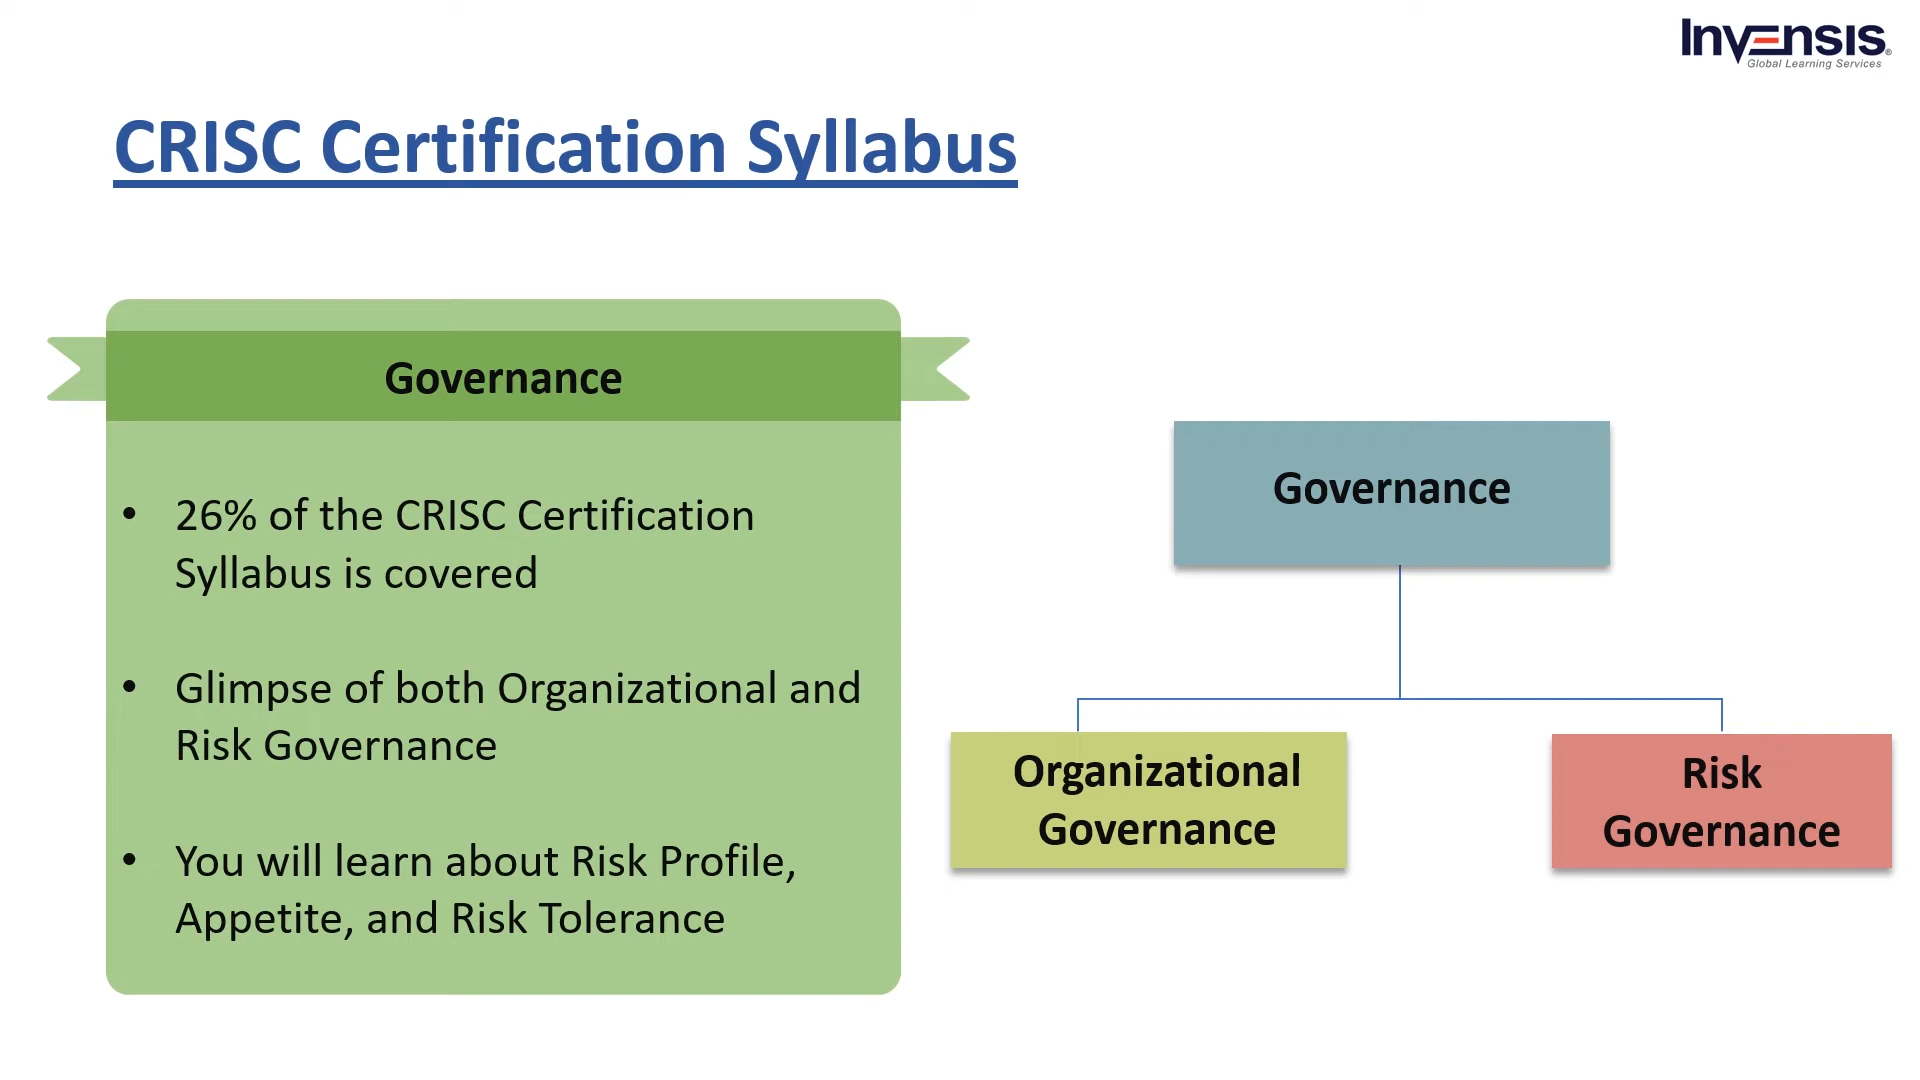 Invensis®
Global Learning Services
CRISC Certification Syllabus
Governance
• 26% of the CRISC Certification
Syllabus is covered
• Glimpse of both Organizational and
Risk Governance
• You will learn about Risk Profile,
Appetite, and Risk Tolerance
Governance
Organizational
Governance
Risk
Governance